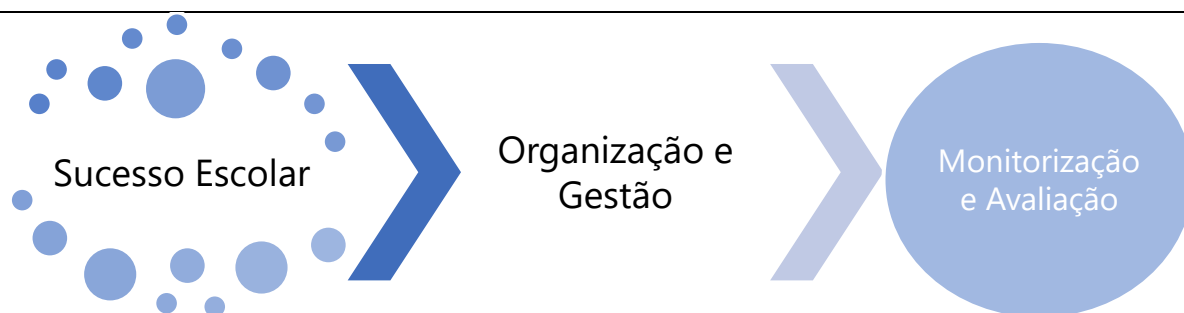 Sucesso Escolar
Organização e
Gestão
Monitorização
e Avaliação